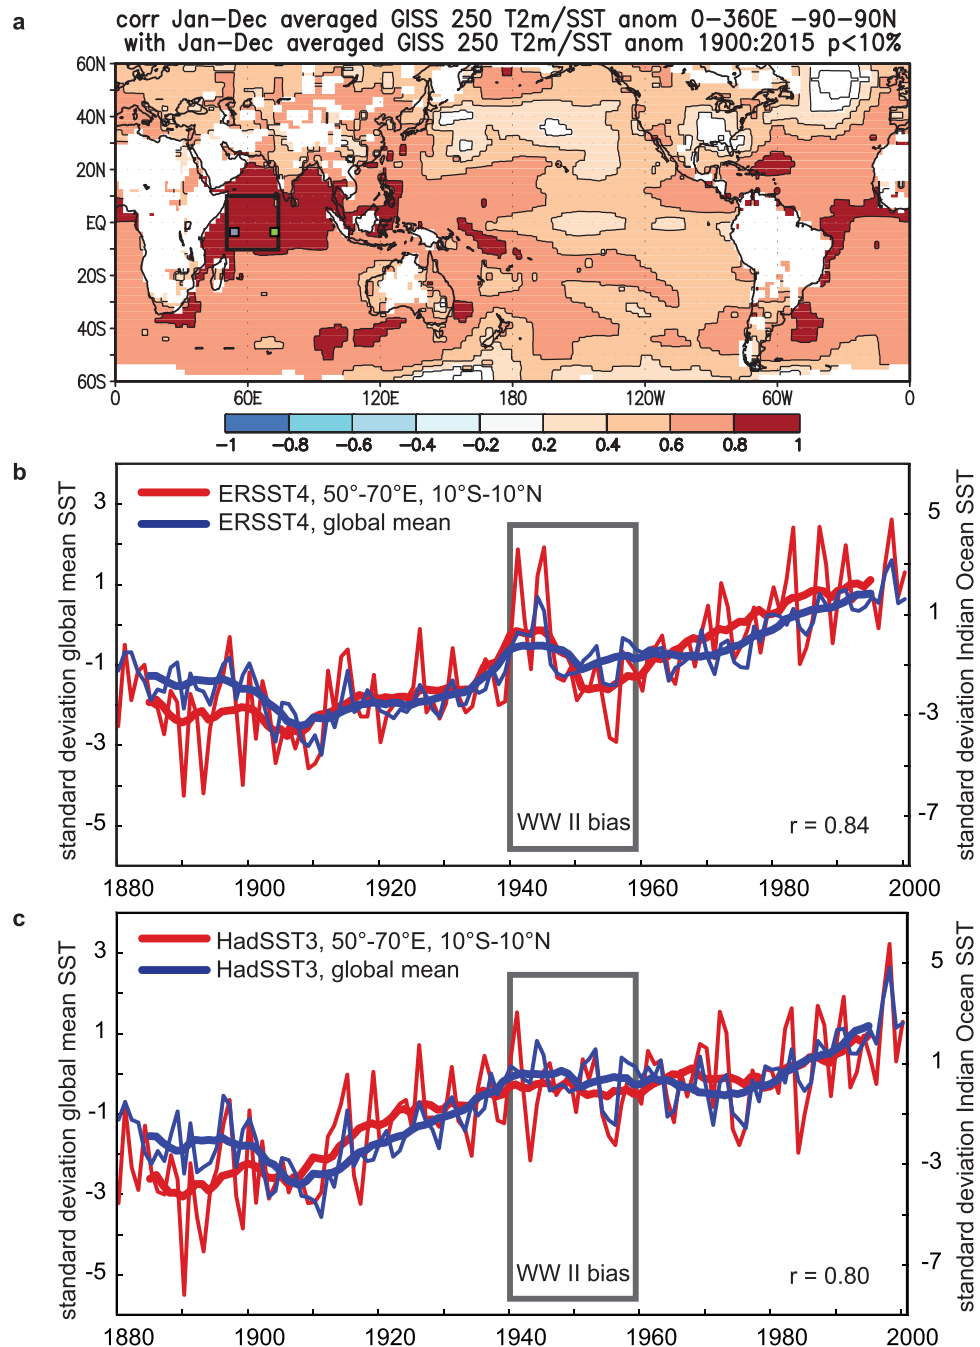 a
corr Jan-Dec averaged GISS 250 T2m/SST anom 0-360E -90-90N
with Jan-Dec averaged GISS 250 T2m/SST anom 1900:2015 p<10%
60N
40N
20N
EQ
20S
40S
60S
0 60E 120E 180 120W 60W 0
-1 -0.8 -0.6 -0.4 -0.2 0.2 0.4 0.6 0.8 1
b
standard deviation global mean SST
3
1
-1
-3
-5
ERSST4, 50°-70°E, 10°S-10°N
ERSST4, global mean
WW II bias
r = 0.84
5
1
-3
-7
standard deviation Indian Ocean SST
1880 1900 1920 1940 1960 1980 2000
c
standard deviation global mean SST
3
1
-1
-3
-5
HadSST3, 50°-70°E, 10°S-10°N
HadSST3, global mean
WW II bias
r = 0.80
5
1
-3
-7
standard deviation Indian Ocean SST
1880 1900 1920 1940 1960 1980 2000